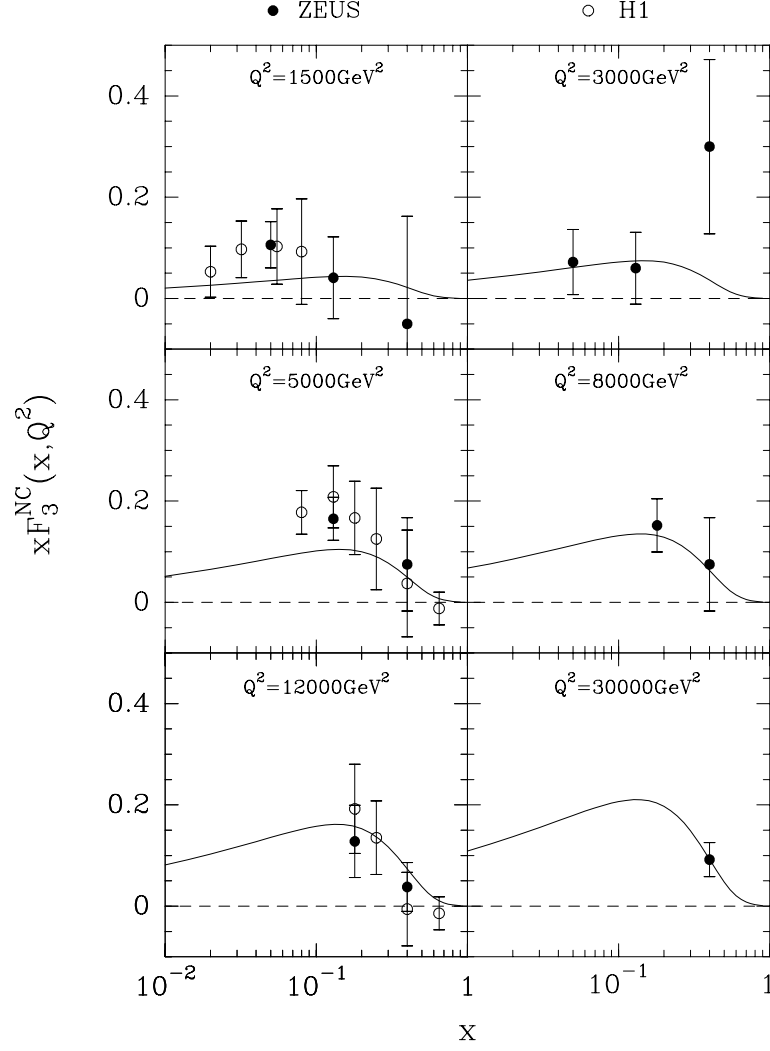 ● ZEUS ○ H1
Q²=1500GeV² Q²=3000GeV²
0.4
0.2
0
Q²=5000GeV² Q²=8000GeV²
0.4
0.2
0
xF₃ᴺᶜ(x,Q²)
Q²=12000GeV² Q²=30000GeV²
0.4
0.2
0
10⁻² 10⁻¹ 1 10⁻¹ 1
x